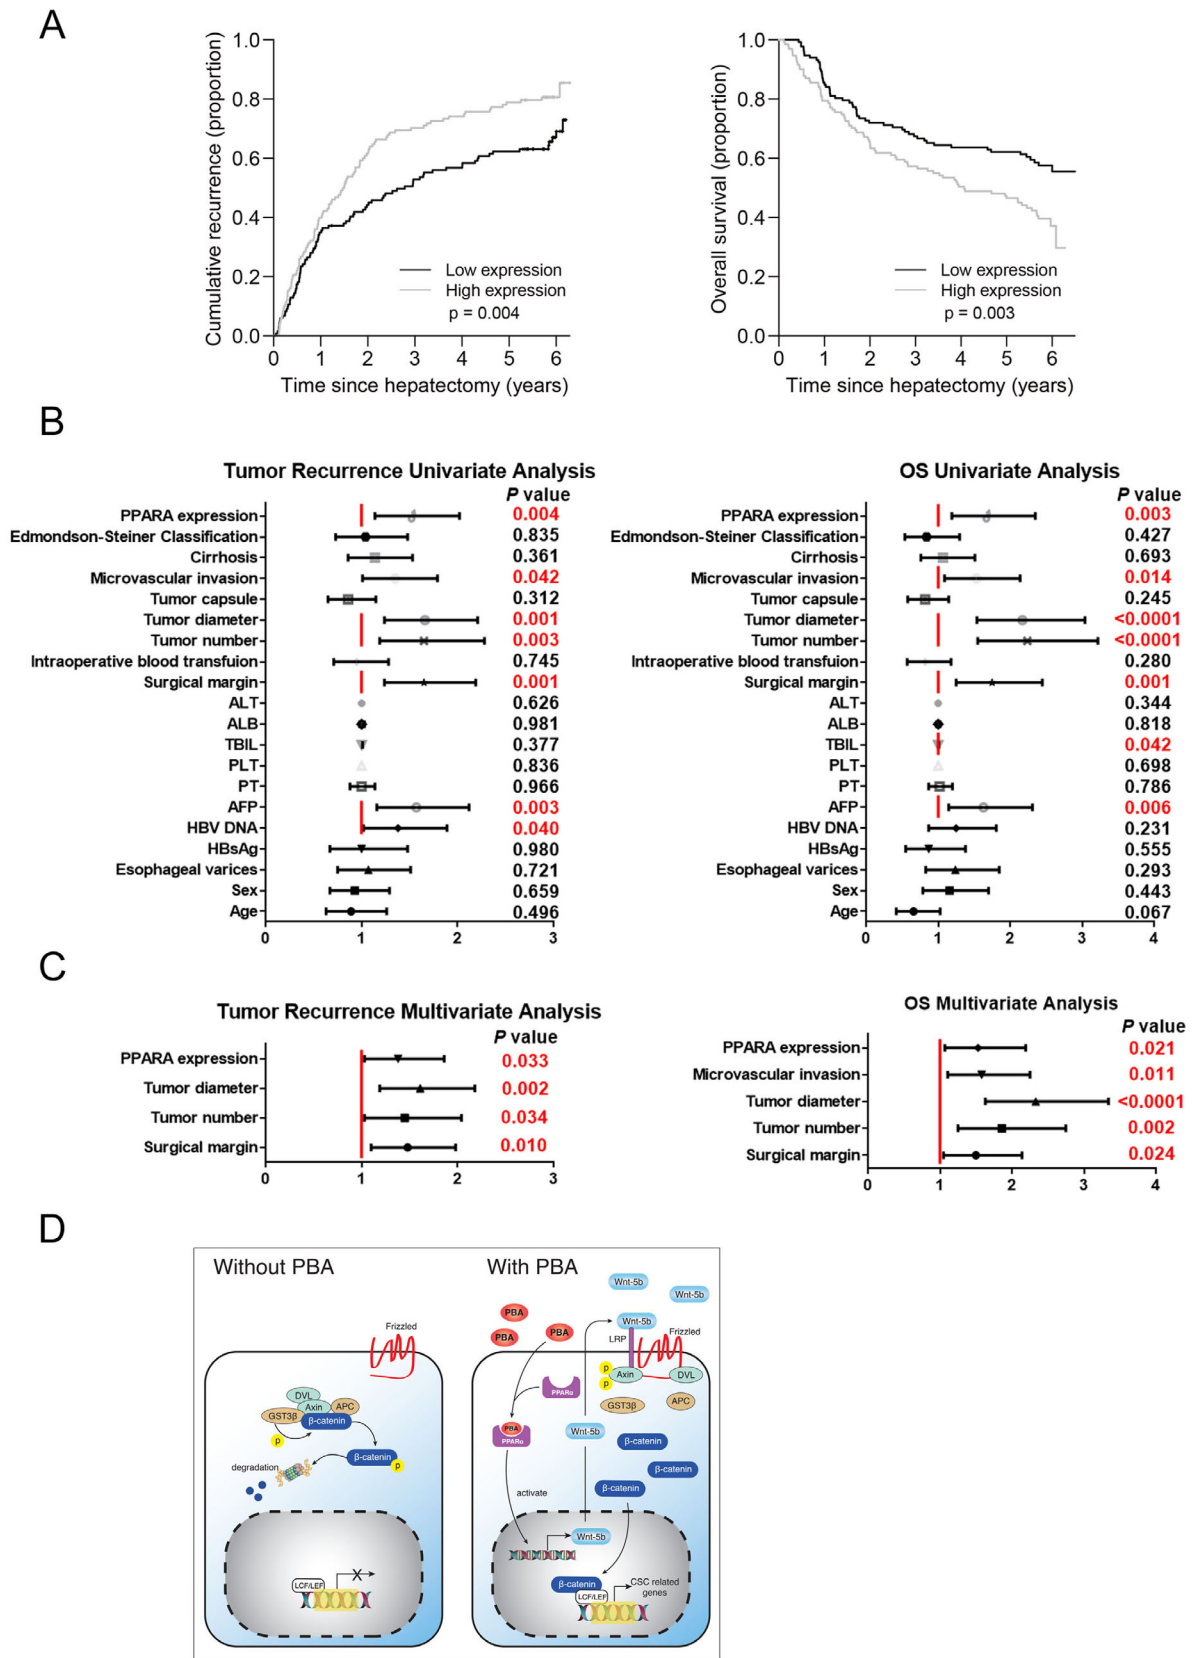 A
Cumulative recurrence (proportion)
1.0
0.8
0.6
0.4
0.2
0.0
0 1 2 3 4 5 6
Time since hepatectomy (years)
Low expression
High expression
p = 0.004
Overall survival (proportion)
1.0
0.8
0.6
0.4
0.2
0.0
0 1 2 3 4 5 6
Time since hepatectomy (years)
Low expression
High expression
p = 0.003
B
Tumor Recurrence Univariate Analysis
P value
PPARA expression 0.004
Edmondson-Steiner Classification 0.835
Cirrhosis 0.361
Microvascular invasion 0.042
Tumor capsule 0.312
Tumor diameter 0.001
Tumor number 0.003
Intraoperative blood transfuion 0.745
Surgical margin 0.001
ALT 0.626
ALB 0.981
TBIL 0.377
PLT 0.836
PT 0.966
AFP 0.003
HBV DNA 0.040
HBsAg 0.980
Esophageal varices 0.721
Sex 0.659
Age 0.496
0 1 2 3
OS Univariate Analysis
P value
PPARA expression 0.003
Edmondson-Steiner Classification 0.427
Cirrhosis 0.693
Microvascular invasion 0.014
Tumor capsule 0.245
Tumor diameter <0.0001
Tumor number <0.0001
Intraoperative blood transfuion 0.280
Surgical margin 0.001
ALT 0.344
ALB 0.818
TBIL 0.042
PLT 0.698
PT 0.786
AFP 0.006
HBV DNA 0.231
HBsAg 0.555
Esophageal varices 0.293
Sex 0.443
Age 0.067
0 1 2 3 4
C
Tumor Recurrence Multivariate Analysis
P value
PPARA expression 0.033
Tumor diameter 0.002
Tumor number 0.034
Surgical margin 0.010
0 1 2 3
OS Multivariate Analysis
P value
PPARA expression 0.021
Microvascular invasion 0.011
Tumor diameter <0.0001
Tumor number 0.002
Surgical margin 0.024
0 1 2 3 4
D
Without PBA
Frizzled
DVL
Axin
APC
GST3β
β-catenin
p
β-catenin
p
degradation
LCF/LEF
X
With PBA
Wnt-5b
Wnt-5b
PBA
PBA
PBA
Wnt-5b
LRP
Frizzled
p
p
Axin
DVL
PPARα
GST3β
APC
PBA
PPARα
Wnt-5b
β-catenin
β-catenin
β-catenin
activate
Wnt-5b
β-catenin
LCF/LEF
CSC related
genes